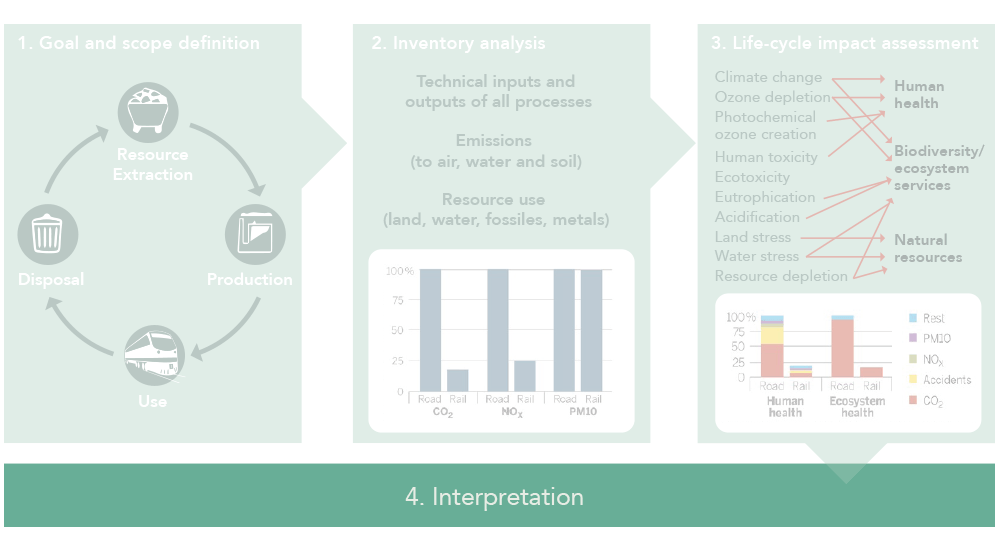 1. Goal and scope definition
Resource
Extraction
Production
Use
Disposal
2. Inventory analysis
Technical inputs and
outputs of all processes
Emissions
(to air, water and soil)
Resource use
(land, water, fossiles, metals)
100%
75
50
25
0
Road Rail Road Rail Road Rail
CO₂ NOₓ PM10
3. Life-cycle impact assessment
Climate change
Ozone depletion
Photochemical
ozone creation
Human toxicity
Ecotoxicity
Eutrophication
Acidification
Land stress
Water stress
Resource depletion
Human
health
Biodiversity/
ecosystem
services
Natural
resources
100%
75
50
25
0
Road Rail Road Rail
Human
health
Ecosystem
health
Rest
PM10
NOₓ
Accidents
CO₂
4. Interpretation